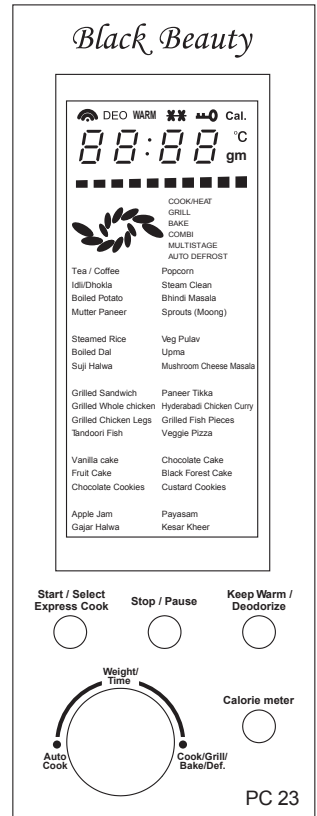 Black Beauty
DEO WARM Cal.
88:88 °C
gm
COOK/HEAT
GRILL
BAKE
COMBI
MULTISTAGE
AUTO DEFROST
Tea / Coffee Popcorn
Idli/Dhokla Steam Clean
Boiled Potato Bhindi Masala
Mutter Paneer Sprouts (Moong)
Steamed Rice Veg Pulav
Boiled Dal Upma
Suji Halwa Mushroom Cheese Masala
Grilled Sandwich Paneer Tikka
Grilled Whole chicken Hyderabadi Chicken Curry
Grilled Chicken Legs Grilled Fish Pieces
Tandoori Fish Veggie Pizza
Vanilla cake Chocolate Cake
Fruit Cake Black Forest Cake
Chocolate Cookies Custard Cookies
Apple Jam Payasam
Gajar Halwa Kesar Kheer
Start / Select
Express Cook
Stop / Pause
Keep Warm /
Deodorize
Weight/
Time
Calorie meter
Auto
Cook
Cook/Grill/
Bake/Def.
PC 23